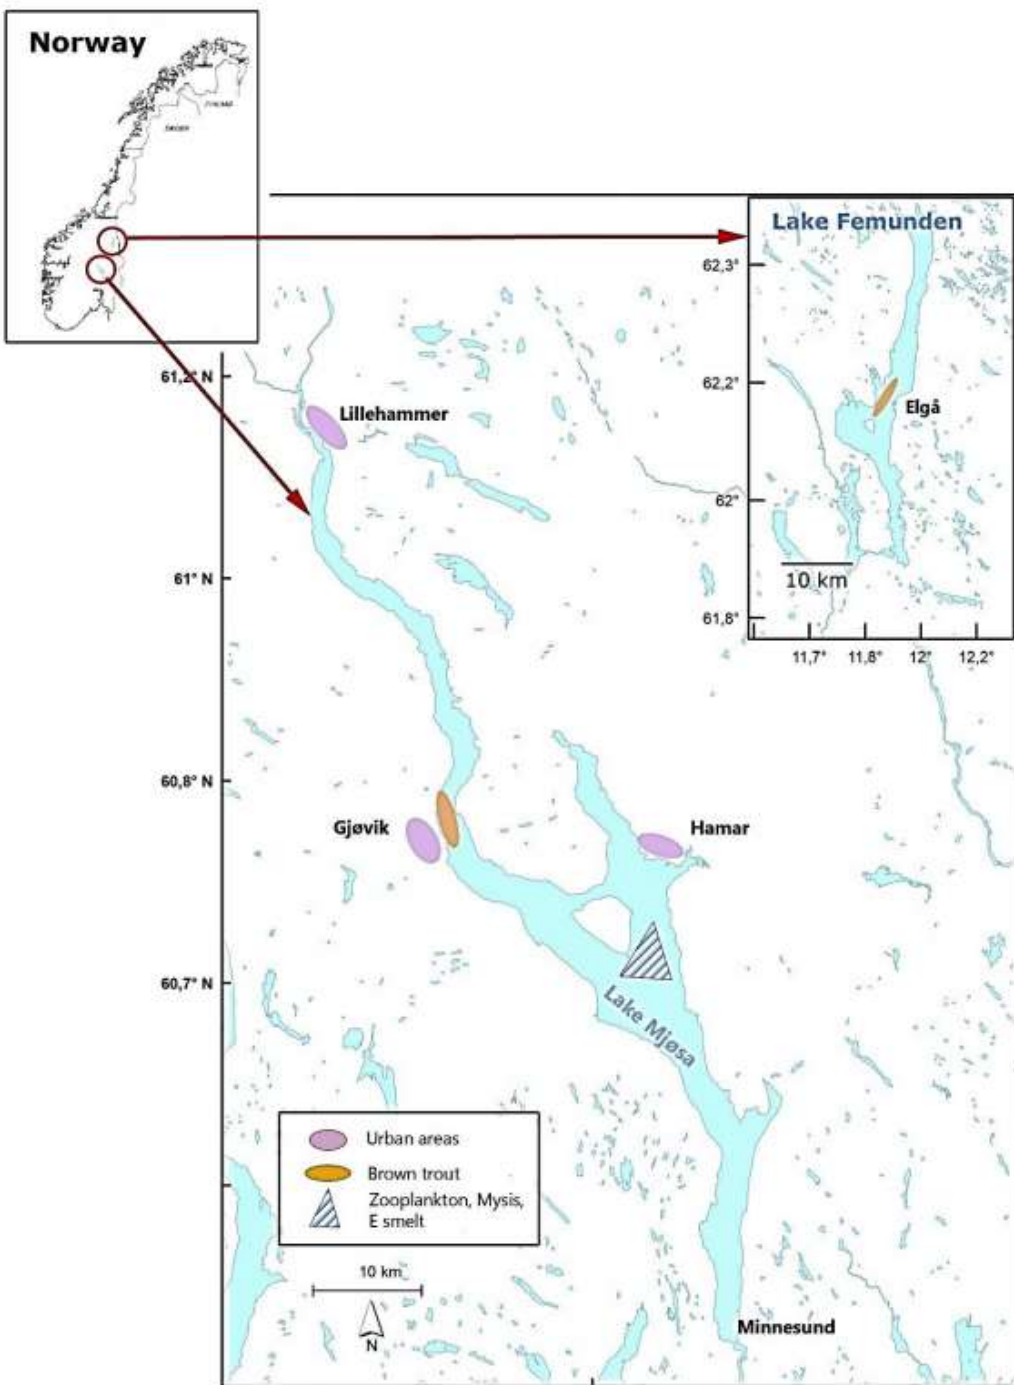 Norway
FINLAND
SWEDEN
Lake Femunden
62,3°
62,2°
Elgå
62°
10 km
61,8°
11,7°
11,8°
12°
12,2°
61,2° N
Lillehammer
61° N
60,8° N
Gjøvik
Hamar
60,7° N
Lake Mjøsa
Urban areas
Brown trout
Zooplankton, Mysis,
E smelt
10 km
N
Minnesund